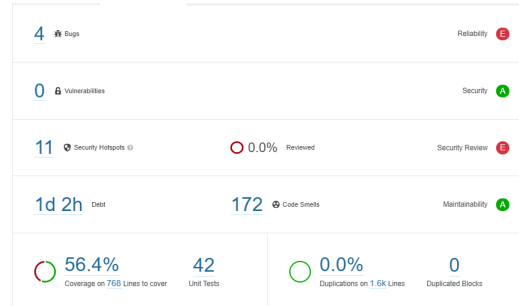 4 Bugs Reliability E
0 Vulnerabilities Security A
11 Security Hotspots 0.0% Reviewed Security Review E
1d 2h Debt 172 Code Smells Maintainability A
56.4% 42 0.0% 0
Coverage on 768 Lines to cover Unit Tests Duplications on 1.6k Lines Duplicated Blocks